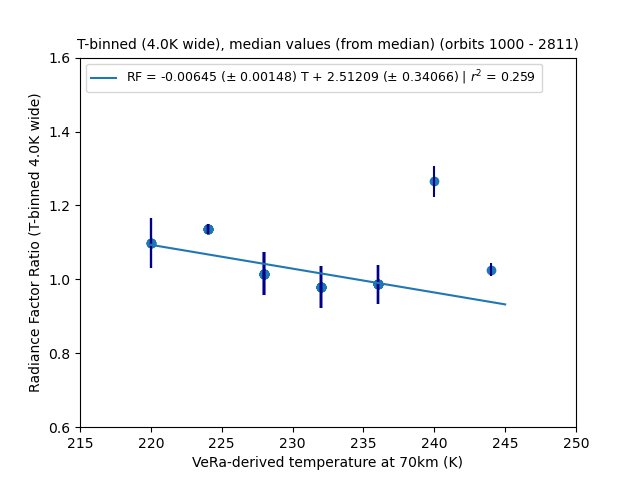 T-binned (4.0K wide), median values (from median) (orbits 1000 - 2811)
RF = -0.00645 (± 0.00148) T + 2.51209 (± 0.34066) | r² = 0.259
Radiance Factor Ratio (T-binned 4.0K wide)
1.6
1.4
1.2
1.0
0.8
0.6
215 220 225 230 235 240 245 250
VeRa-derived temperature at 70km (K)